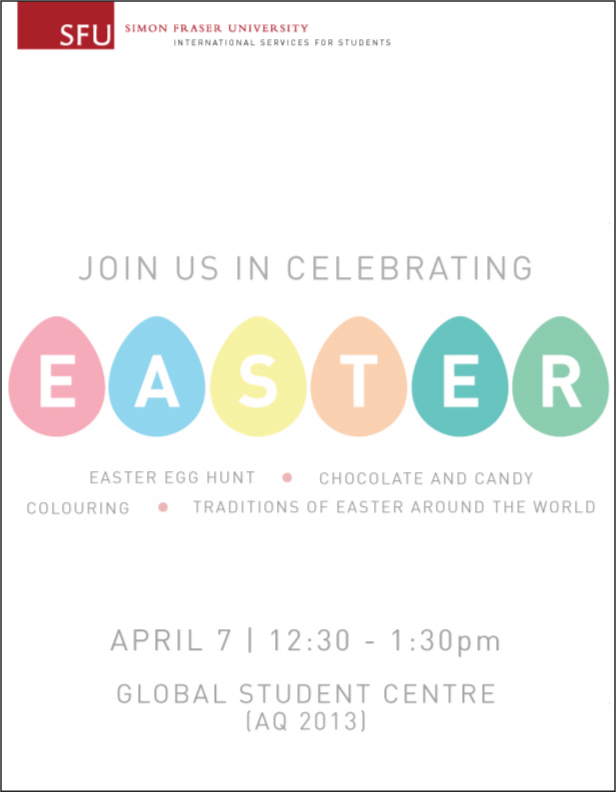 SFU SIMON FRASER UNIVERSITY
INTERNATIONAL SERVICES FOR STUDENTS
JOIN US IN CELEBRATING
EASTER
EASTER EGG HUNT • CHOCOLATE AND CANDY
COLOURING • TRADITIONS OF EASTER AROUND THE WORLD
APRIL 7 | 12:30 - 1:30pm
GLOBAL STUDENT CENTRE
(AQ 2013)